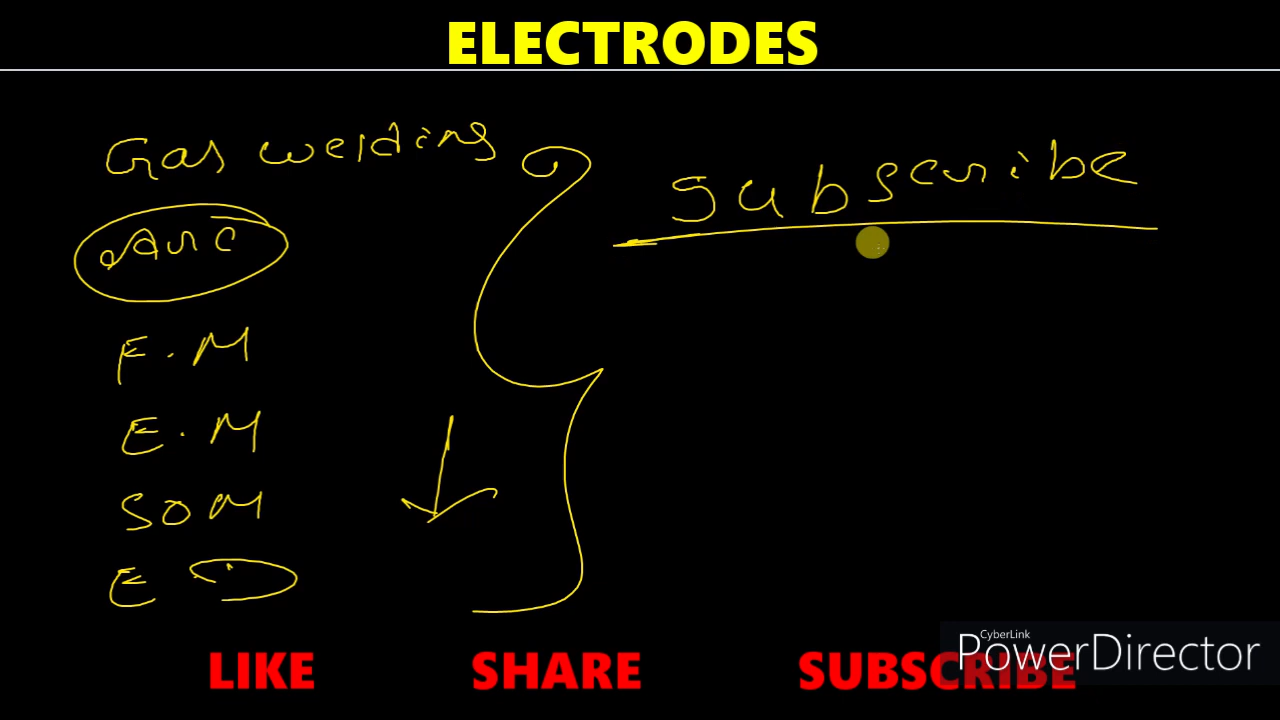 ELECTRODES
Gas welding
Arc
F.M
E.M
SOM
E
Subscribe
LIKE SHARE SUBSCRIBE
CyberLink
PowerDirector